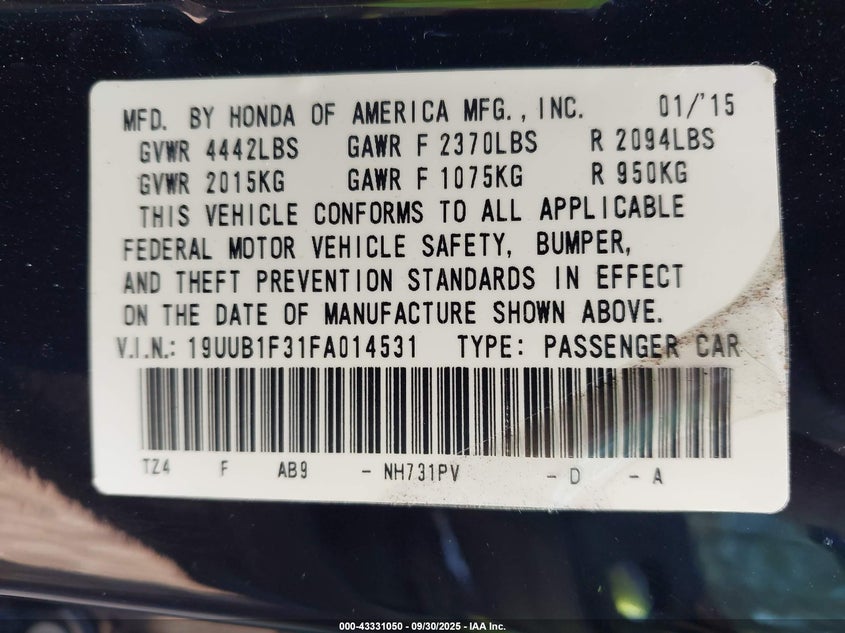 MFD. BY HONDA OF AMERICA MFG., INC. 01/'15
GVWR 4442LBS GAWR F 2370LBS R 2094LBS
GVWR 2015KG GAWR F 1075KG R 950KG
THIS VEHICLE CONFORMS TO ALL APPLICABLE
FEDERAL MOTOR VEHICLE SAFETY, BUMPER,
AND THEFT PREVENTION STANDARDS IN EFFECT
ON THE DATE OF MANUFACTURE SHOWN ABOVE.
V.I.N.: 19UUB1F31FA014531 TYPE: PASSENGER CAR
TZ4 F AB9 - NH731PV - D - A
000-43331050 - 09/30/2025 - IAA Inc.